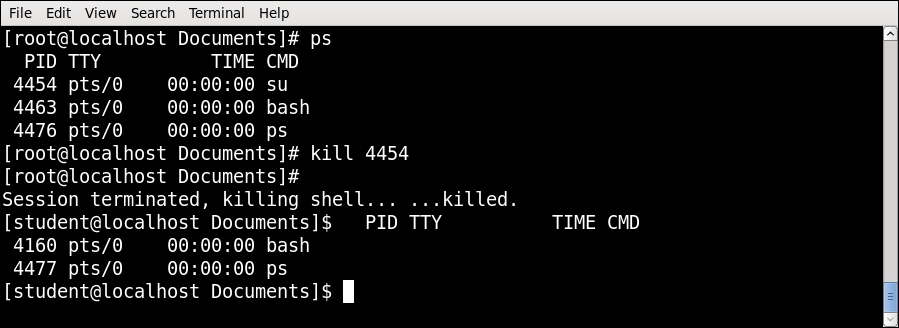 File Edit View Search Terminal Help
[root@localhost Documents]# ps
  PID TTY          TIME CMD
 4454 pts/0    00:00:00 su
 4463 pts/0    00:00:00 bash
 4476 pts/0    00:00:00 ps
[root@localhost Documents]# kill 4454
[root@localhost Documents]#
Session terminated, killing shell... ...killed.
[student@localhost Documents]$   PID TTY          TIME CMD
 4160 pts/0    00:00:00 bash
 4477 pts/0    00:00:00 ps
[student@localhost Documents]$